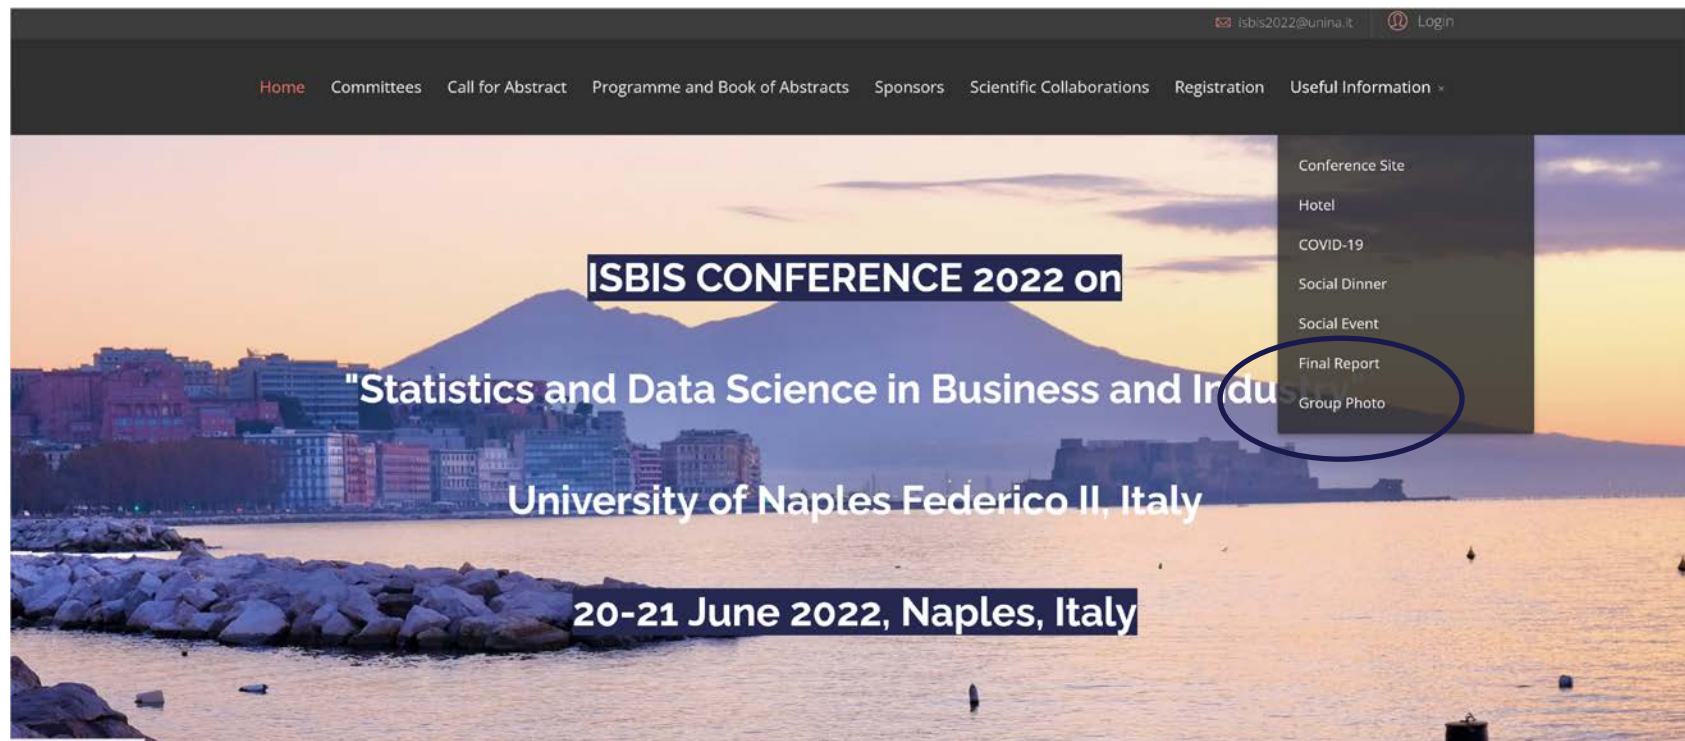 isbis2022@unina.it Login
Home Committees Call for Abstract Programme and Book of Abstracts Sponsors Scientific Collaborations Registration Useful Information
Conference Site
Hotel
COVID-19
Social Dinner
Social Event
Final Report
Group Photo
ISBIS CONFERENCE 2022 on
"Statistics and Data Science in Business and Industry"
University of Naples Federico II, Italy
20-21 June 2022, Naples, Italy